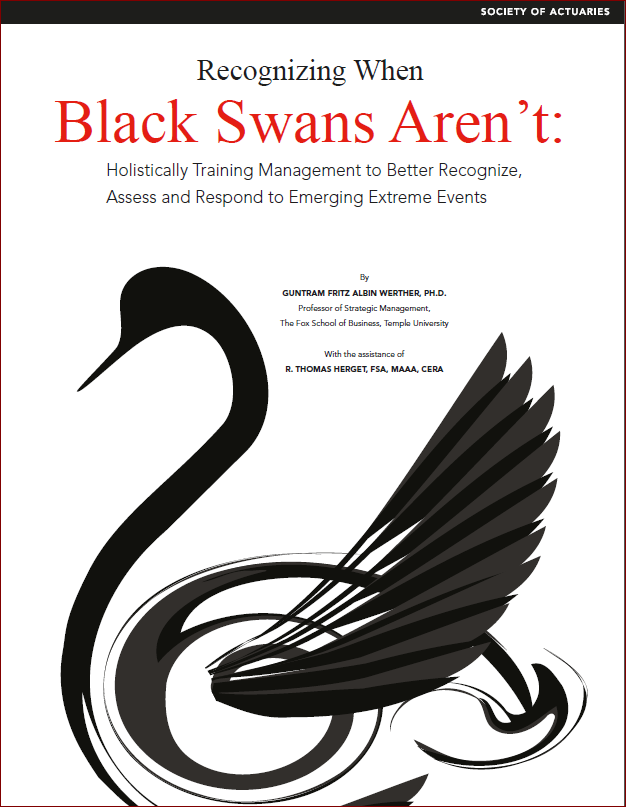 SOCIETY OF ACTUARIES
Recognizing When
Black Swans Aren’t:
Holistically Training Management to Better Recognize,
Assess and Respond to Emerging Extreme Events
By
GUNTRAM FRITZ ALBIN WERTHER, PH.D.
Professor of Strategic Management,
The Fox School of Business, Temple University
With the assistance of
R. THOMAS HERGET, FSA, MAAA, CERA